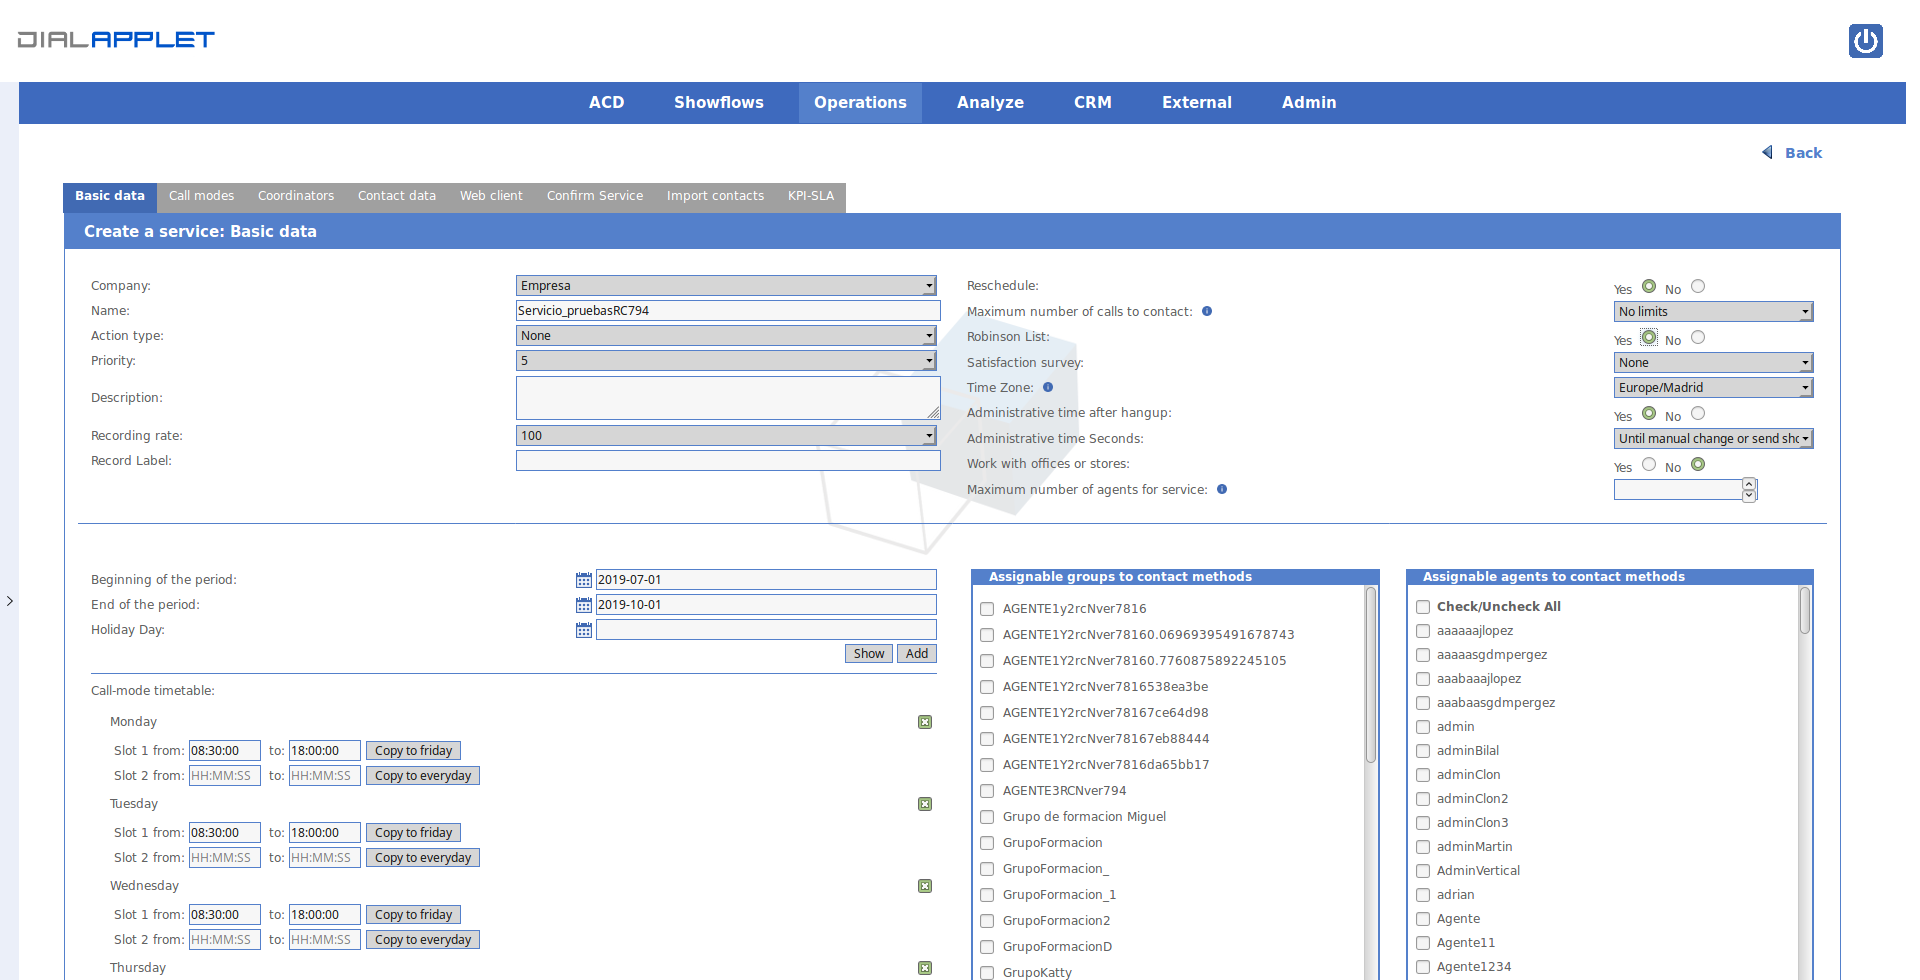 DIALAPPLET
ACD Showflows Operations Analyze CRM External Admin
Back
Basic data Call modes Coordinators Contact data Web client Confirm Service Import contacts KPI-SLA
Create a service: Basic data
Company: Empresa
Name: Servicio_pruebasRC794
Action type: None
Priority: 5
Description:
Recording rate: 100
Record Label:
Reschedule: Yes No
Maximum number of calls to contact: No limits
Robinson List: Yes No
Satisfaction survey: None
Time Zone: Europe/Madrid
Administrative time after hangup: Yes No
Administrative time Seconds: Until manual change or send sho
Work with offices or stores: Yes No
Maximum number of agents for service:
Beginning of the period: 2019-07-01
End of the period: 2019-10-01
Holiday Day:
Show Add
Call-mode timetable:
Monday
Slot 1 from: 08:30:00 to: 18:00:00 Copy to friday
Slot 2 from: HH:MM:SS to: HH:MM:SS Copy to everyday
Tuesday
Slot 1 from: 08:30:00 to: 18:00:00 Copy to friday
Slot 2 from: HH:MM:SS to: HH:MM:SS Copy to everyday
Wednesday
Slot 1 from: 08:30:00 to: 18:00:00 Copy to friday
Slot 2 from: HH:MM:SS to: HH:MM:SS Copy to everyday
Thursday
Assignable groups to contact methods
AGENTE1y2rcNver7816
AGENTE1Y2rcNver78160.06969395491678743
AGENTE1Y2rcNver78160.7760875892245105
AGENTE1Y2rcNver7816538ea3be
AGENTE1Y2rcNver78167ce64d98
AGENTE1Y2rcNver78167eb88444
AGENTE1Y2rcNver7816da65bb17
AGENTE3RCNver794
Grupo de formacion Miguel
GrupoFormacion
GrupoFormacion_
GrupoFormacion_1
GrupoFormacion2
GrupoFormacionD
GrupoKatty
Assignable agents to contact methods
Check/Uncheck All
aaaaaajlopez
aaaaasgdmpergez
aaabaaajlopez
aaabaasgdmpergez
admin
adminBilal
adminClon
adminClon2
adminClon3
adminMartin
AdminVertical
adrian
Agente
Agente11
Agente1234